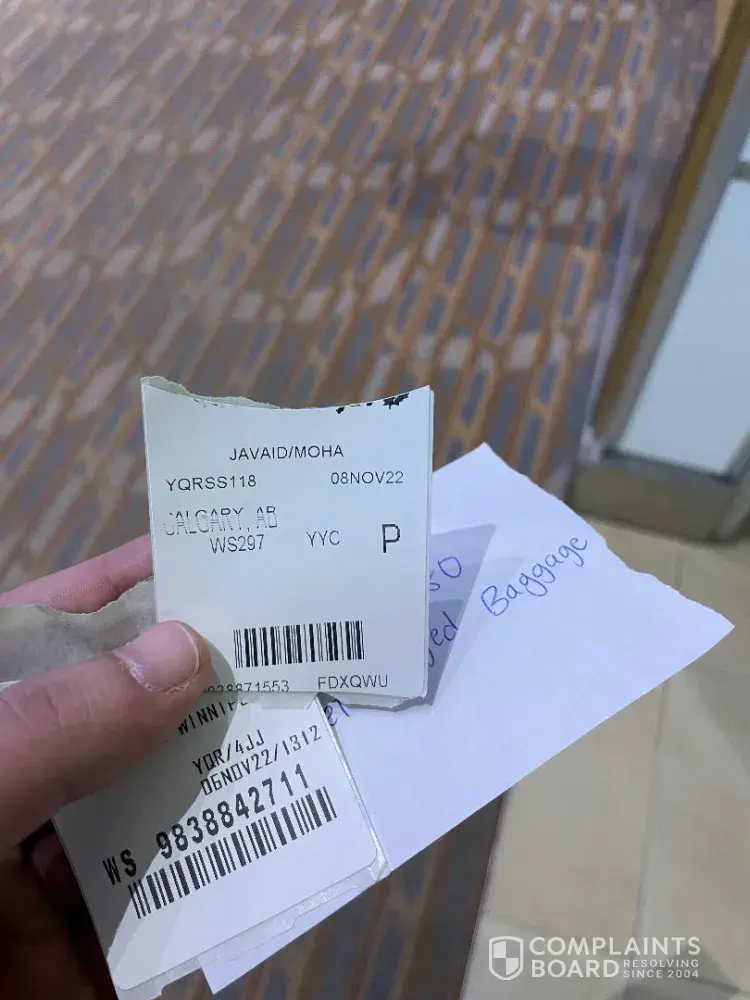 JAVAID/MOHA
YQRSS118 08NOV22
CALGARY, AB
WS297 YYC P
FDXQWU
YQR/4JJ
06NOV22/1312
WS 9838842711
Baggage
COMPLAINTS
BOARD RESOLVING
SINCE 2004